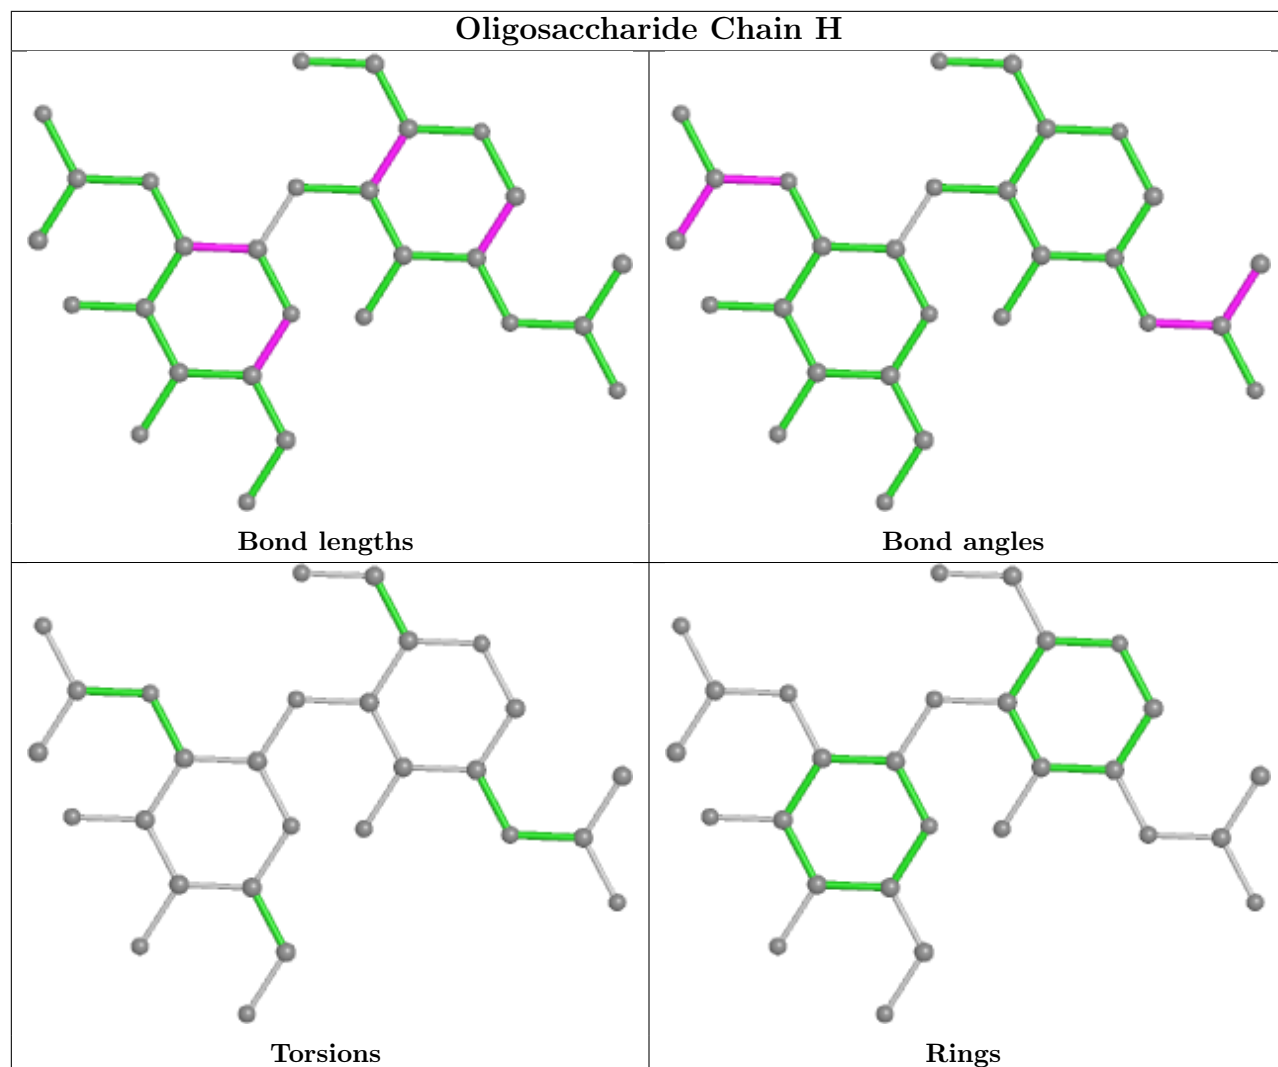 Oligosaccharide Chain H
Bond lengths
Bond angles
Torsions
Rings